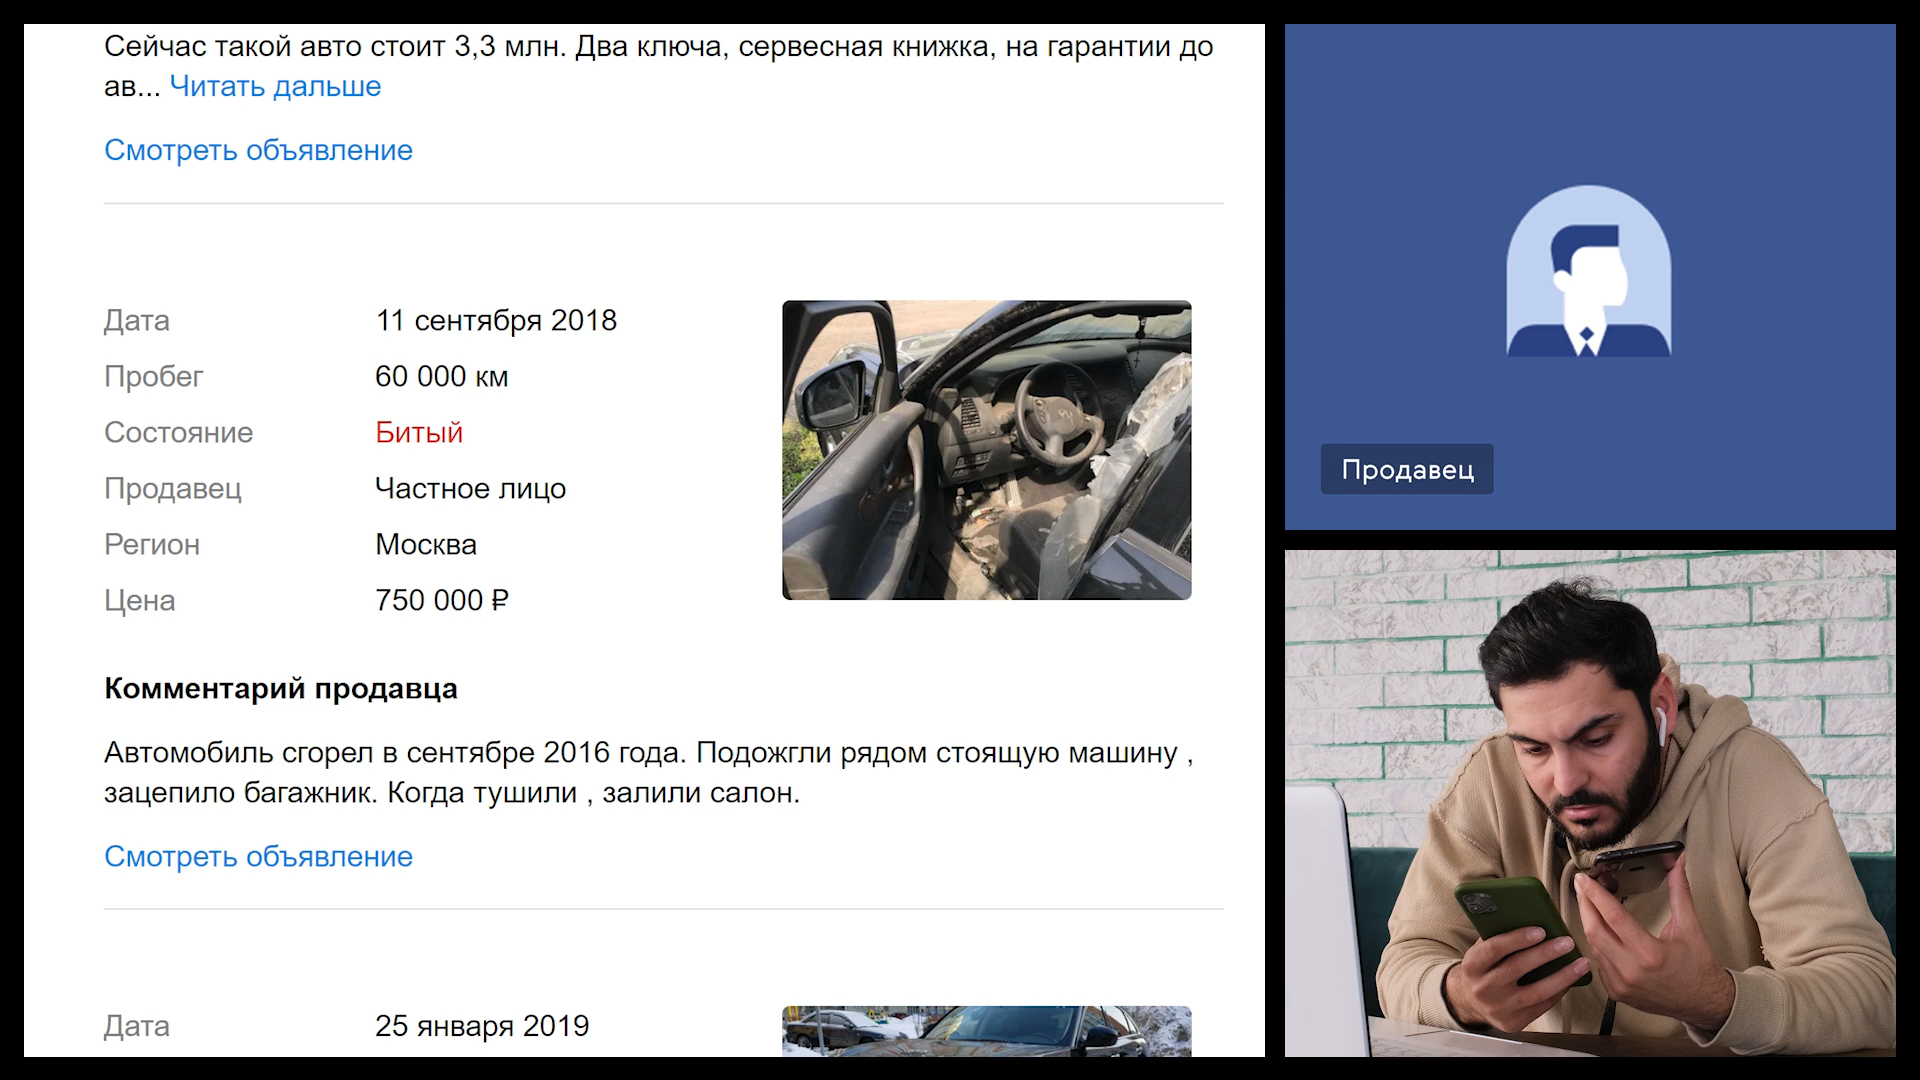 Сейчас такой авто стоит 3,3 млн. Два ключа, сервесная книжка, на гарантии до
ав... Читать дальше
Смотреть объявление
Дата 11 сентября 2018
Пробег 60 000 км
Состояние Битый
Продавец Частное лицо
Регион Москва
Цена 750 000 ₽
Комментарий продавца
Автомобиль сгорел в сентябре 2016 года. Подожгли рядом стоящую машину ,
зацепило багажник. Когда тушили , залили салон.
Смотреть объявление
Дата 25 января 2019
Продавец